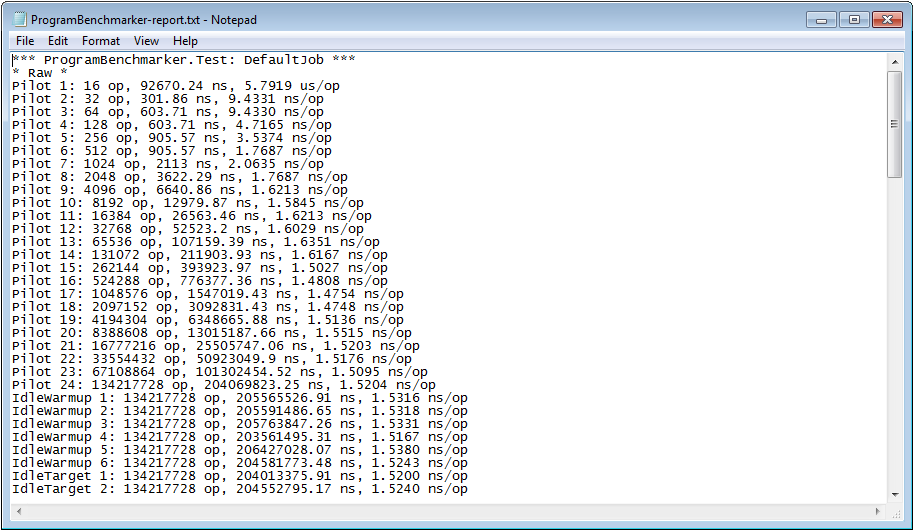 ProgramBenchmarker-report.txt - Notepad
File Edit Format View Help
*** ProgramBenchmarker.Test: DefaultJob ***
* Raw *
Pilot 1: 16 op, 92670.24 ns, 5.7919 us/op
Pilot 2: 32 op, 301.86 ns, 9.4331 ns/op
Pilot 3: 64 op, 603.71 ns, 9.4330 ns/op
Pilot 4: 128 op, 603.71 ns, 4.7165 ns/op
Pilot 5: 256 op, 905.57 ns, 3.5374 ns/op
Pilot 6: 512 op, 905.57 ns, 1.7687 ns/op
Pilot 7: 1024 op, 2113 ns, 2.0635 ns/op
Pilot 8: 2048 op, 3622.29 ns, 1.7687 ns/op
Pilot 9: 4096 op, 6640.86 ns, 1.6213 ns/op
Pilot 10: 8192 op, 12979.87 ns, 1.5845 ns/op
Pilot 11: 16384 op, 26563.46 ns, 1.6213 ns/op
Pilot 12: 32768 op, 52523.2 ns, 1.6029 ns/op
Pilot 13: 65536 op, 107159.39 ns, 1.6351 ns/op
Pilot 14: 131072 op, 211903.93 ns, 1.6167 ns/op
Pilot 15: 262144 op, 393923.97 ns, 1.5027 ns/op
Pilot 16: 524288 op, 776377.36 ns, 1.4808 ns/op
Pilot 17: 1048576 op, 1547019.43 ns, 1.4754 ns/op
Pilot 18: 2097152 op, 3092831.43 ns, 1.4748 ns/op
Pilot 19: 4194304 op, 6348665.88 ns, 1.5136 ns/op
Pilot 20: 8388608 op, 13015187.66 ns, 1.5515 ns/op
Pilot 21: 16777216 op, 25505747.06 ns, 1.5203 ns/op
Pilot 22: 33554432 op, 50923049.9 ns, 1.5176 ns/op
Pilot 23: 67108864 op, 101302454.52 ns, 1.5095 ns/op
Pilot 24: 134217728 op, 204069823.25 ns, 1.5204 ns/op
IdleWarmup 1: 134217728 op, 205565526.91 ns, 1.5316 ns/op
IdleWarmup 2: 134217728 op, 205591486.65 ns, 1.5318 ns/op
IdleWarmup 3: 134217728 op, 205763847.26 ns, 1.5331 ns/op
IdleWarmup 4: 134217728 op, 203561495.31 ns, 1.5167 ns/op
IdleWarmup 5: 134217728 op, 206427028.07 ns, 1.5380 ns/op
IdleWarmup 6: 134217728 op, 204581773.48 ns, 1.5243 ns/op
IdleTarget 1: 134217728 op, 204013375.91 ns, 1.5200 ns/op
IdleTarget 2: 134217728 op, 204552795.17 ns, 1.5240 ns/op